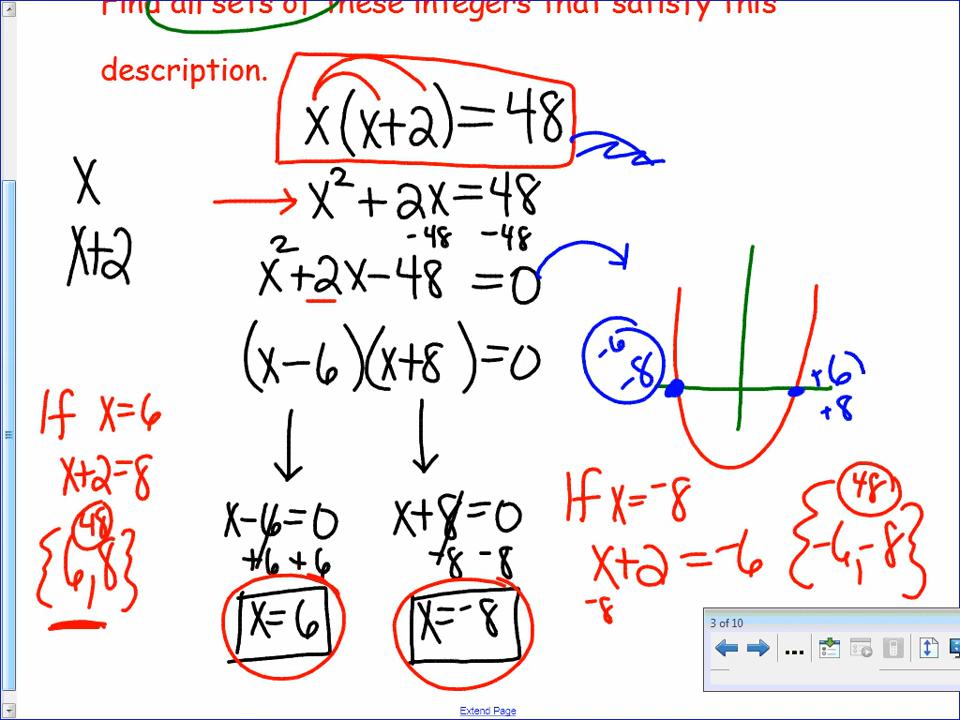 Find all sets of these integers that satisfy this
description.
x(x+2)=48
x
x+2
x²+2x=48
-48 -48
x²+2x-48=0
(x-6)(x+8)=0
-6
-8
+6
+8
If x=6
x+2=8
48
{6,8}
x-6=0
+6 +6
x=6
x+8=0
-8 -8
x=-8
If x=-8
x+2=-6
-8
48
{-6,-8}
3 of 10
...
Extend Page